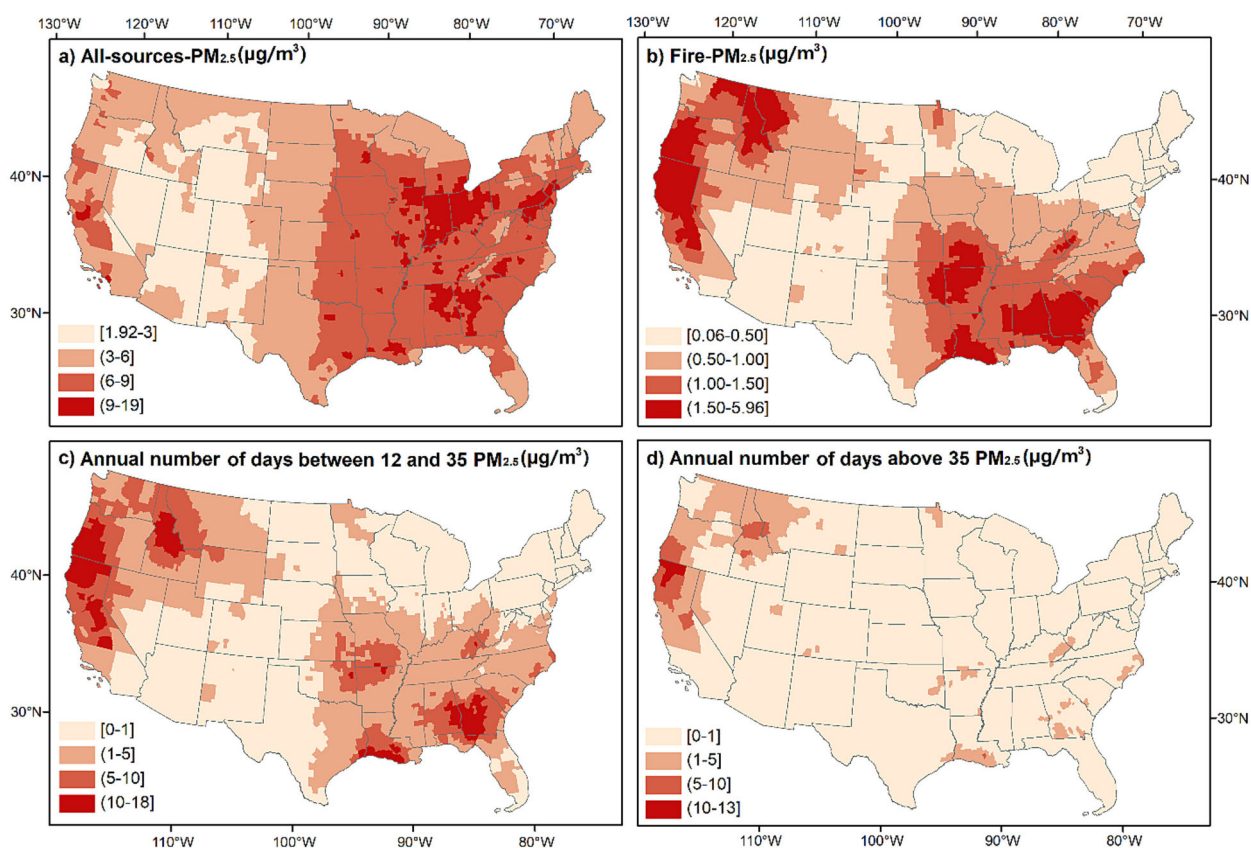 130°W 120°W 110°W 100°W 90°W 80°W 70°W
130°W 120°W 110°W 100°W 90°W 80°W 70°W
a) All-sources-PM2.5 (µg/m³)
b) Fire-PM2.5 (µg/m³)
40°N
40°N
30°N
30°N
[1.92-3]
(3-6]
(6-9]
(9-19]
[0.06-0.50]
(0.50-1.00]
(1.00-1.50]
(1.50-5.96]
c) Annual number of days between 12 and 35 PM2.5 (µg/m³)
d) Annual number of days above 35 PM2.5 (µg/m³)
40°N
40°N
30°N
30°N
[0-1]
(1-5]
(5-10]
(10-18]
[0-1]
(1-5]
(5-10]
(10-13]
110°W 100°W 90°W 80°W
110°W 100°W 90°W 80°W